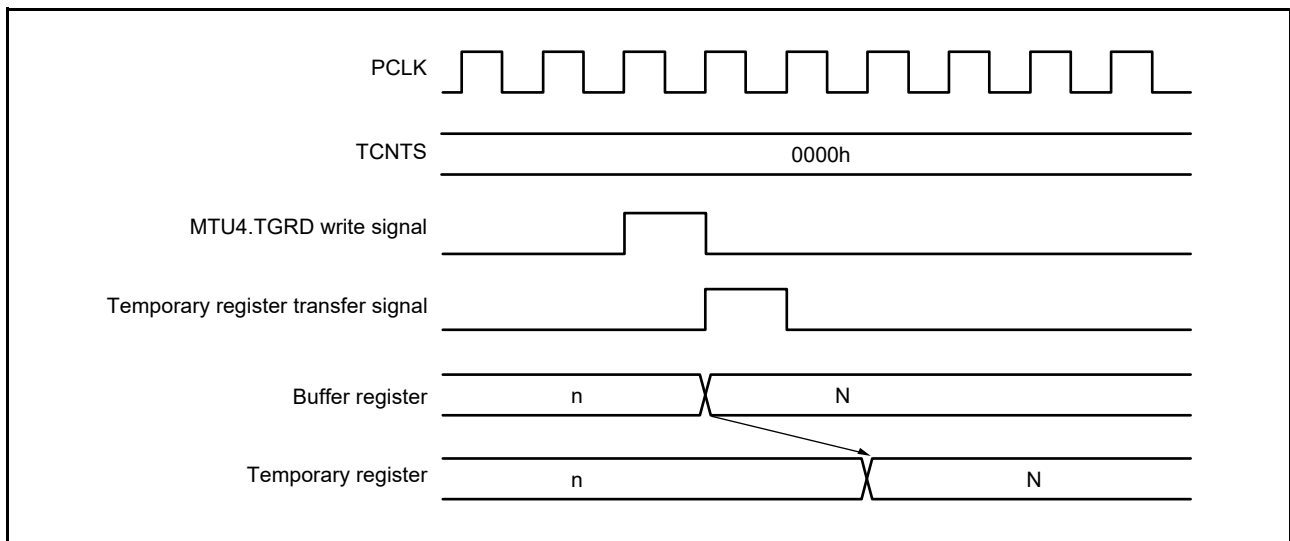 PCLK
TCNTS
0000h
MTU4.TGRD write signal
Temporary register transfer signal
Buffer register
n
N
Temporary register
n
N